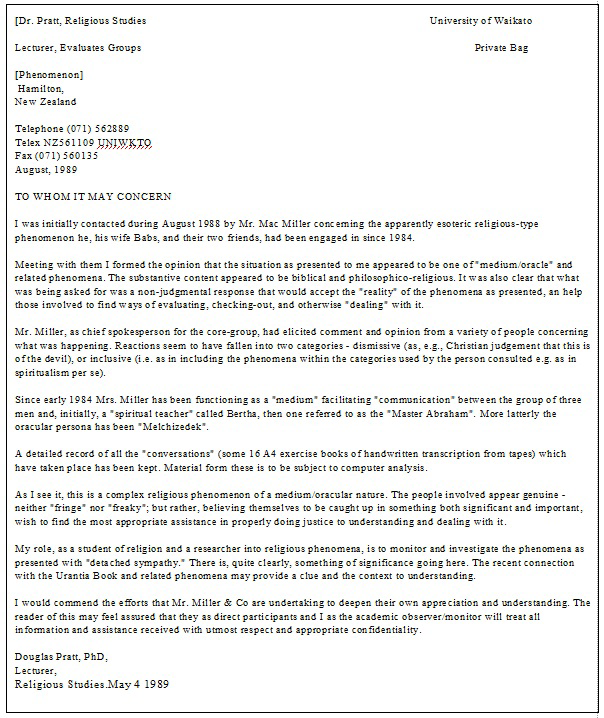 [Dr. Pratt, Religious Studies University of Waikato
Lecturer, Evaluates Groups Private Bag
[Phenomenon]
Hamilton,
New Zealand
Telephone (071) 562889
Telex NZ561109 UNIWKTO
Fax (071) 560135
August, 1989
TO WHOM IT MAY CONCERN
I was initially contacted during August 1988 by Mr. Mac Miller concerning the apparently esoteric religious-type
phenomenon he, his wife Babs, and their two friends, had been engaged in since 1984.
Meeting with them I formed the opinion that the situation as presented to me appeared to be one of "medium/oracle" and
related phenomena. The substantive content appeared to be biblical and philosophico-religious. It was also clear that what
was being asked for was a non-judgmental response that would accept the "reality" of the phenomena as presented, an help
those involved to find ways of evaluating, checking-out, and otherwise "dealing" with it.
Mr. Miller, as chief spokesperson for the core-group, had elicited comment and opinion from a variety of people concerning
what was happening. Reactions seem to have fallen into two categories - dismissive (as, e.g., Christian judgement that this is
of the devil), or inclusive (i.e. as in including the phenomena within the categories used by the person consulted e.g. as in
spiritualism per se).
Since early 1984 Mrs. Miller has been functioning as a "medium" facilitating "communication" between the group of three
men and, initially, a "spiritual teacher" called Bertha, then one referred to as the "Master Abraham". More latterly the
oracular persona has been "Melchizedek".
A detailed record of all the "conversations" (some 16 A4 exercise books of handwritten transcription from tapes) which
have taken place has been kept. Material form these is to be subject to computer analysis.
As I see it, this is a complex religious phenomenon of a medium/oracular nature. The people involved appear genuine -
neither "fringe" nor "freaky"; but rather, believing themselves to be caught up in something both significant and important,
wish to find the most appropriate assistance in properly doing justice to understanding and dealing with it.
My role, as a student of religion and a researcher into religious phenomena, is to monitor and investigate the phenomena as
presented with "detached sympathy." There is, quite clearly, something of significance going here. The recent connection
with the Urantia Book and related phenomena may provide a clue and the context to understanding.
I would commend the efforts that Mr. Miller & Co are undertaking to deepen their own appreciation and understanding. The
reader of this may feel assured that they as direct participants and I as the academic observer/monitor will treat all
information and assistance received with utmost respect and appropriate confidentiality.
Douglas Pratt, PhD,
Lecturer,
Religious Studies.May 4 1989